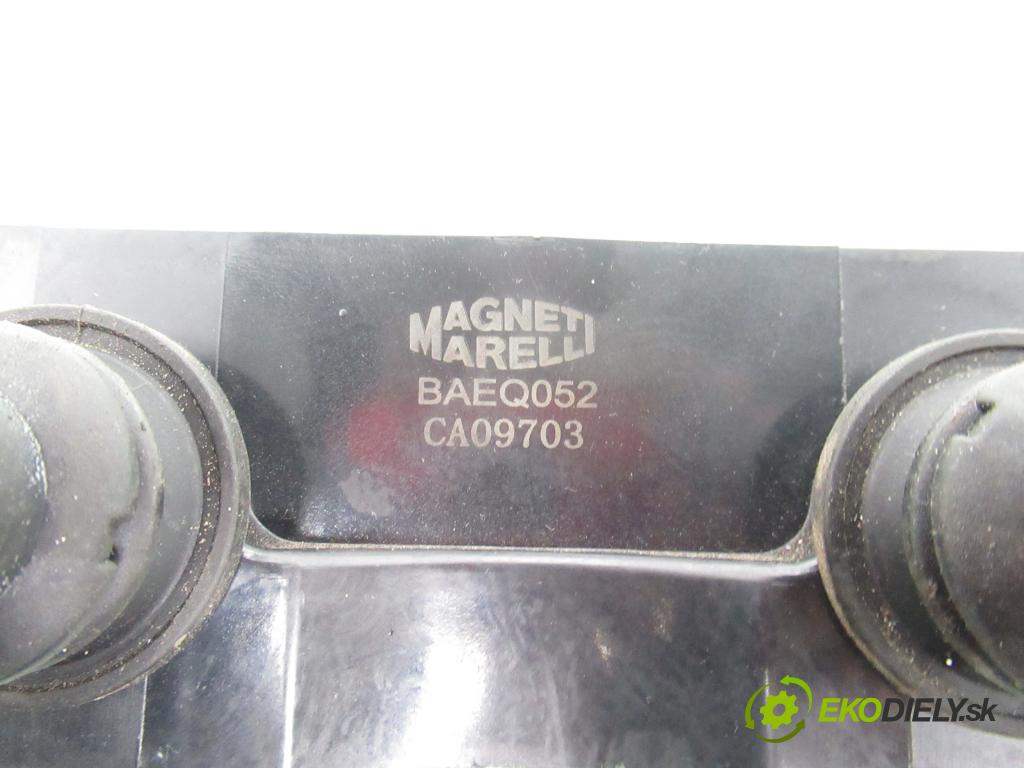 MAGNETI
MARELLI
BAEQ052
CA09703
EKODIELY.sk